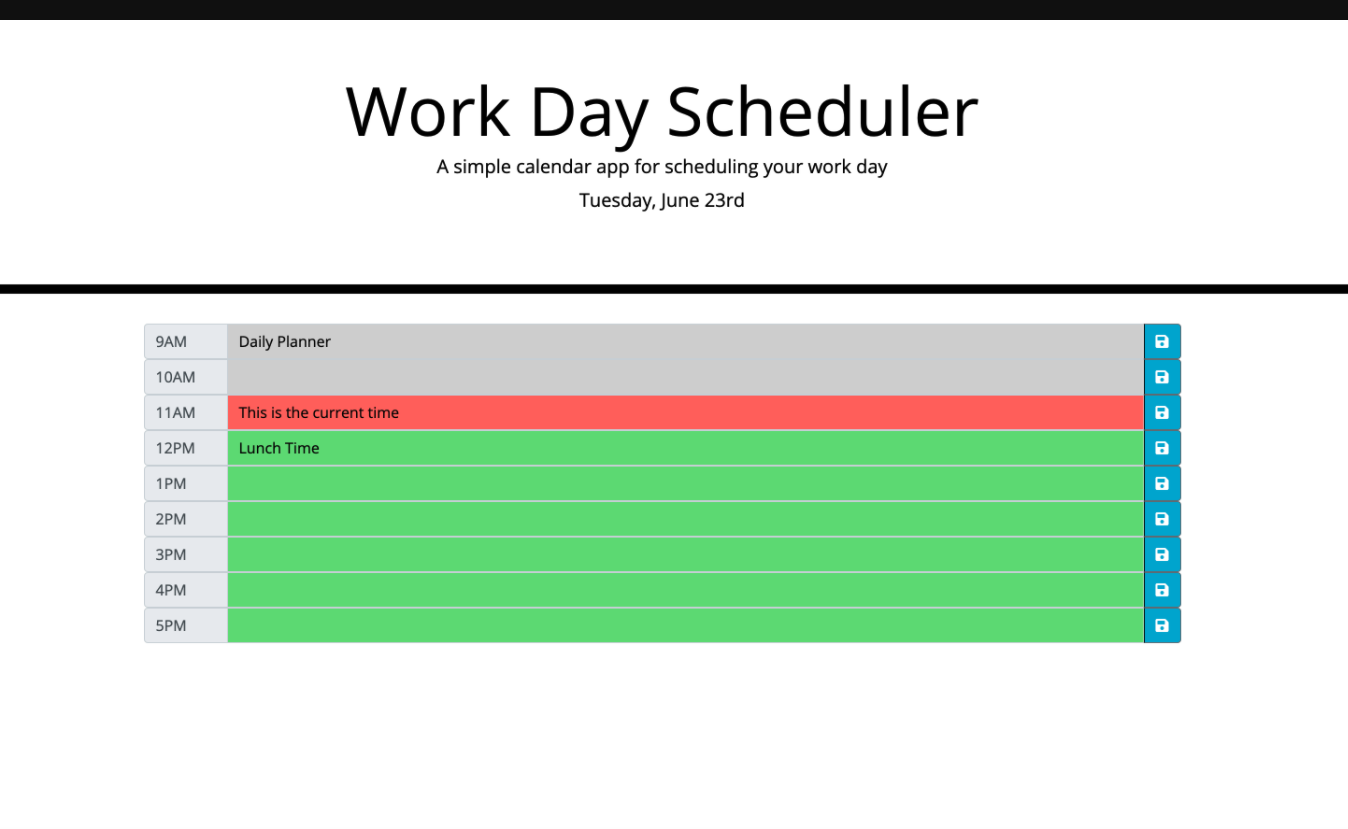 Work Day Scheduler
A simple calendar app for scheduling your work day
Tuesday, June 23rd
9AM Daily Planner
10AM
11AM This is the current time
12PM Lunch Time
1PM
2PM
3PM
4PM
5PM